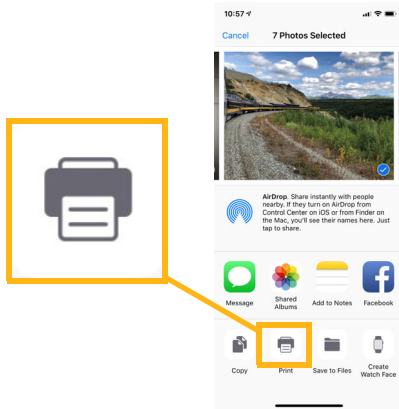 10:57
Cancel 7 Photos Selected
AirDrop. Share instantly with people
nearby. If they turn on AirDrop from
Control Center on iOS or from Finder on
the Mac, you'll see their names here. Just
tap to share.
Message Shared Albums Add to Notes Facebook
Copy Print Save to Files Create Watch Face